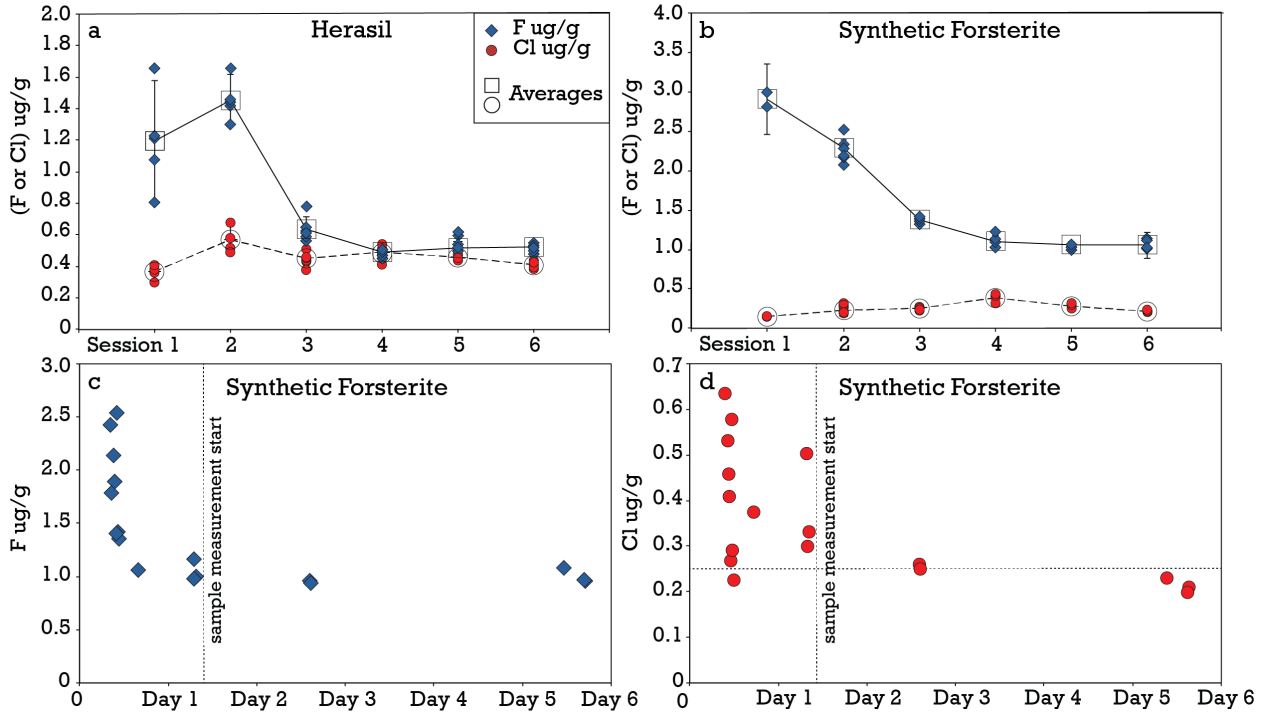 a
Herasil
F ug/g
Cl ug/g
Averages
(F or Cl) ug/g
2.0
1.8
1.6
1.4
1.2
1.0
0.8
0.6
0.4
0.2
0
Session 1 2 3 4 5 6
b
Synthetic Forsterite
(F or Cl) ug/g
4.0
3.5
3.0
2.5
2.0
1.5
1.0
0.5
0
Session 1 2 3 4 5 6
c
Synthetic Forsterite
sample measurement start
F ug/g
3.0
2.5
2.0
1.5
1.0
0.5
0
0 Day 1 Day 2 Day 3 Day 4 Day 5 Day 6
d
Synthetic Forsterite
sample measurement start
Cl ug/g
0.7
0.6
0.5
0.4
0.3
0.2
0.1
0
0 Day 1 Day 2 Day 3 Day 4 Day 5 Day 6